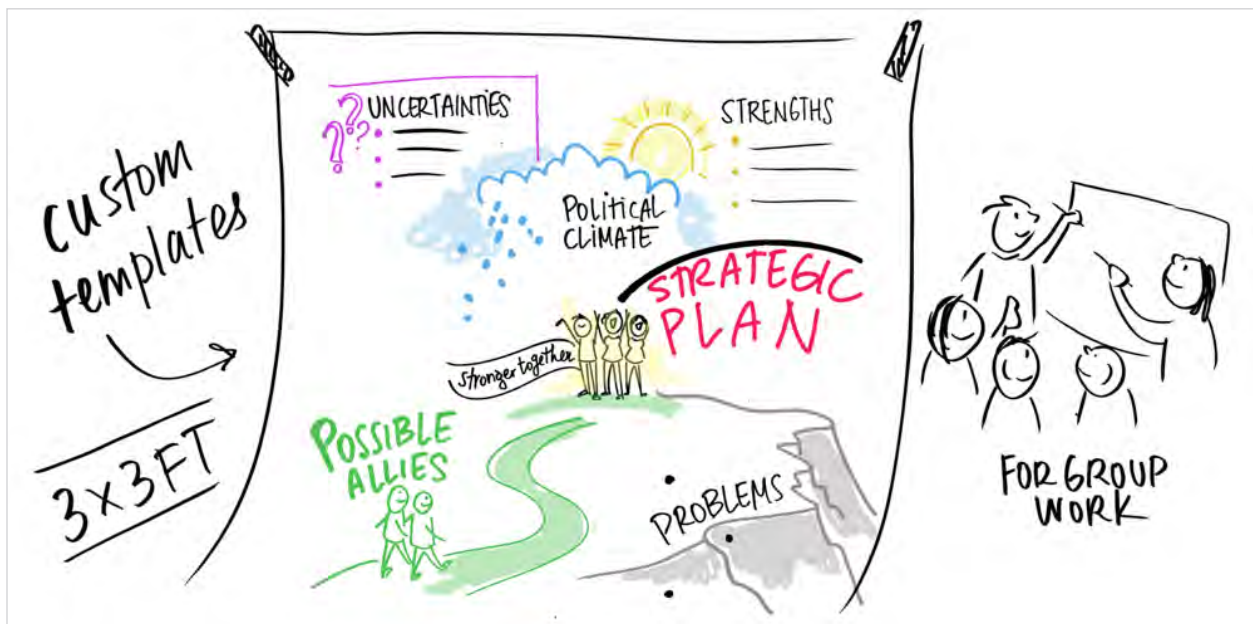 custom
templates
3x3FT
??? UNCERTAINTIES
STRENGTHS
POLITICAL
CLIMATE
STRATEGIC
PLAN
stronger together
POSSIBLE
ALLIES
PROBLEMS
FOR GROUP
WORK